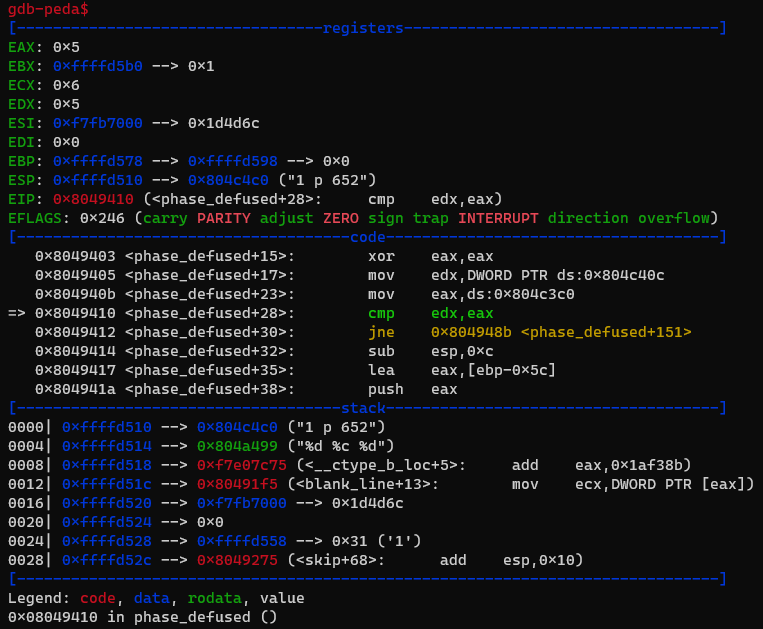 gdb-peda$
[----------------------------------registers-----------------------------------]
EAX: 0x5
EBX: 0xffffd5b0 --> 0x1
ECX: 0x6
EDX: 0x5
ESI: 0xf7fb7000 --> 0x1d4d6c
EDI: 0x0
EBP: 0xffffd578 --> 0xffffd598 --> 0x0
ESP: 0xffffd510 --> 0x804c4c0 ("1 p 652")
EIP: 0x8049410 (<phase_defused+28>:	cmp    edx,eax)
EFLAGS: 0x246 (carry PARITY adjust ZERO sign trap INTERRUPT direction overflow)
[-------------------------------------code-------------------------------------]
   0x8049403 <phase_defused+15>:	xor    eax,eax
   0x8049405 <phase_defused+17>:	mov    edx,DWORD PTR ds:0x804c40c
   0x804940b <phase_defused+23>:	mov    eax,ds:0x804c3c0
=> 0x8049410 <phase_defused+28>:	cmp    edx,eax
   0x8049412 <phase_defused+30>:	jne    0x804948b <phase_defused+151>
   0x8049414 <phase_defused+32>:	sub    esp,0xc
   0x8049417 <phase_defused+35>:	lea    eax,[ebp-0x5c]
   0x804941a <phase_defused+38>:	push   eax
[------------------------------------stack-------------------------------------]
0000| 0xffffd510 --> 0x804c4c0 ("1 p 652")
0004| 0xffffd514 --> 0x804a499 ("%d %c %d")
0008| 0xffffd518 --> 0xf7e07c75 (<__ctype_b_loc+5>:	add    eax,0x1af38b)
0012| 0xffffd51c --> 0x80491f5 (<blank_line+13>:	mov    ecx,DWORD PTR [eax])
0016| 0xffffd520 --> 0xf7fb7000 --> 0x1d4d6c
0020| 0xffffd524 --> 0x0
0024| 0xffffd528 --> 0xffffd558 --> 0x31 ('1')
0028| 0xffffd52c --> 0x8049275 (<skip+68>:	add    esp,0x10)
[------------------------------------------------------------------------------]
Legend: code, data, rodata, value
0x08049410 in phase_defused ()